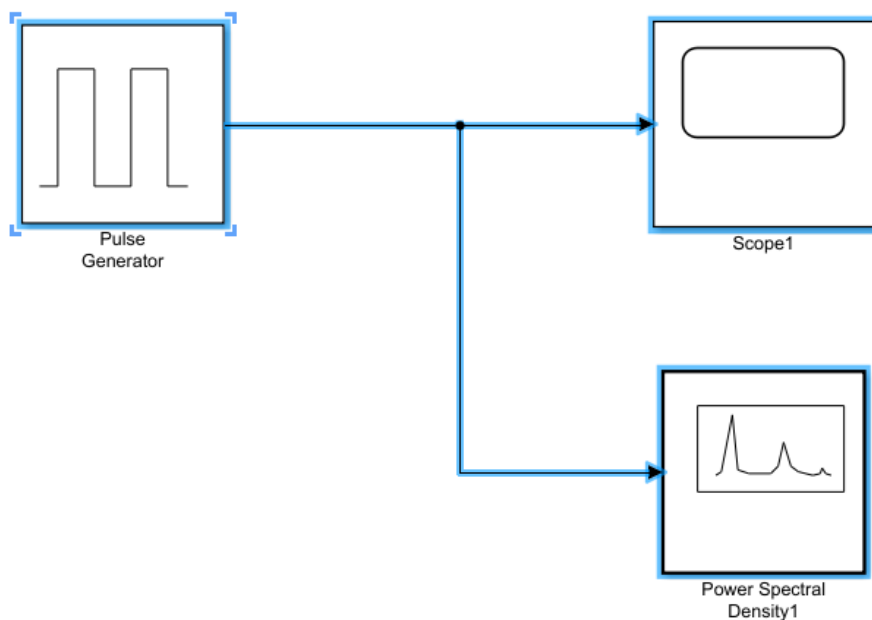 Pulse
Generator
Scope1
Power Spectral
Density1